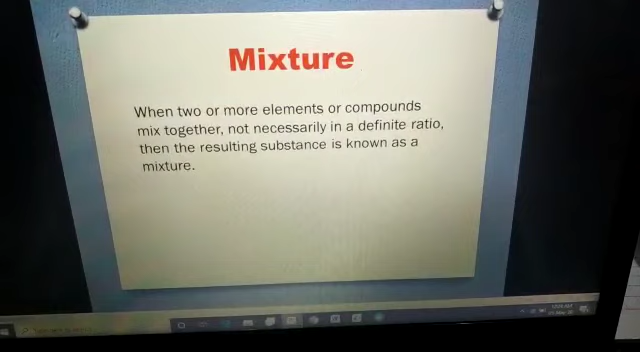 Mixture
When two or more elements or compounds
mix together, not necessarily in a definite ratio,
then the resulting substance is known as a
mixture.